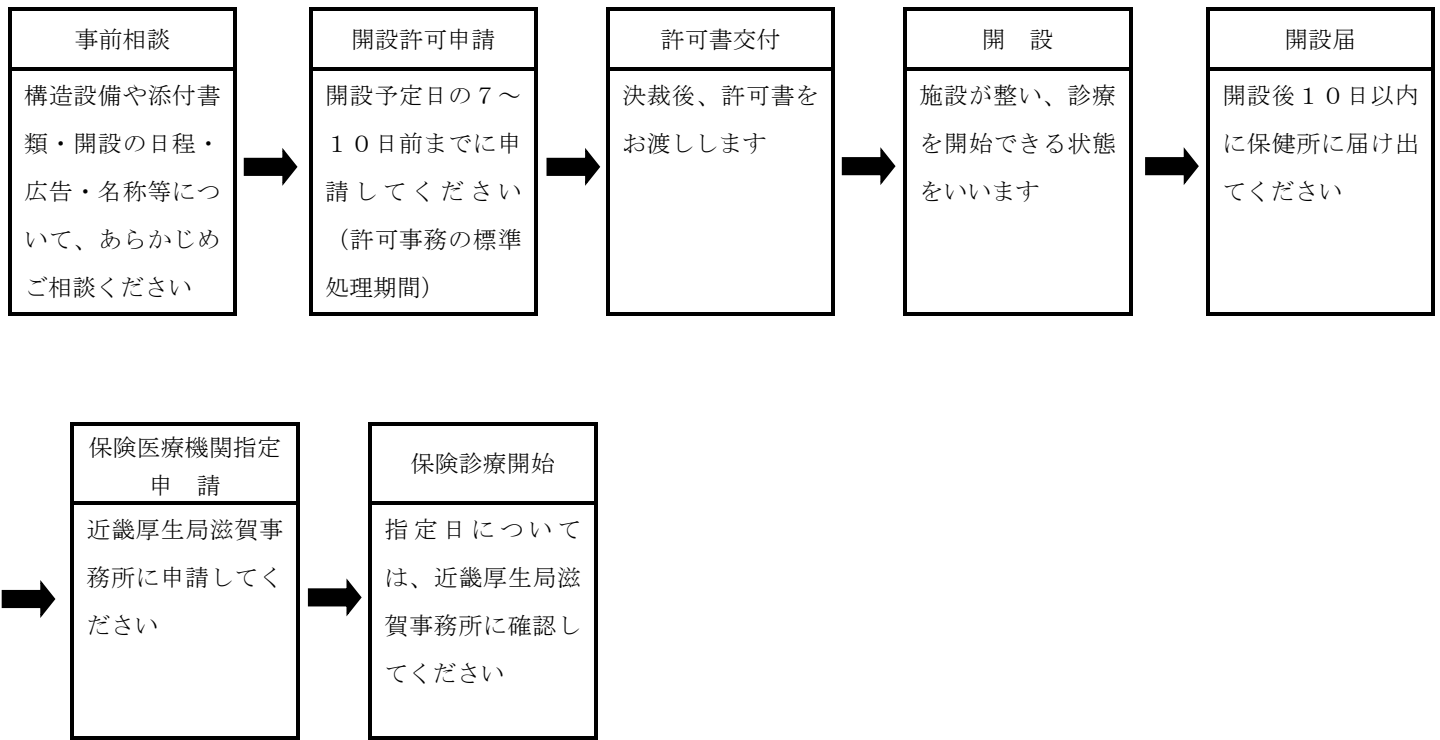 事前相談
構造設備や添付書
類・開設の日程・
広告・名称等につ
いて、あらかじめ
ご相談ください
開設許可申請
開設予定日の７～
１０日前までに申
請してください
（許可事務の標準
処理期間）
許可書交付
決裁後、許可書を
お渡しします
開　設
施設が整い、診療
を開始できる状態
をいいます
開設届
開設後１０日以内
に保健所に届け出
てください
保険医療機関指定
申　請
近畿厚生局滋賀事
務所に申請してく
ださい
保険診療開始
指定日について
は、近畿厚生局滋
賀事務所に確認し
てください